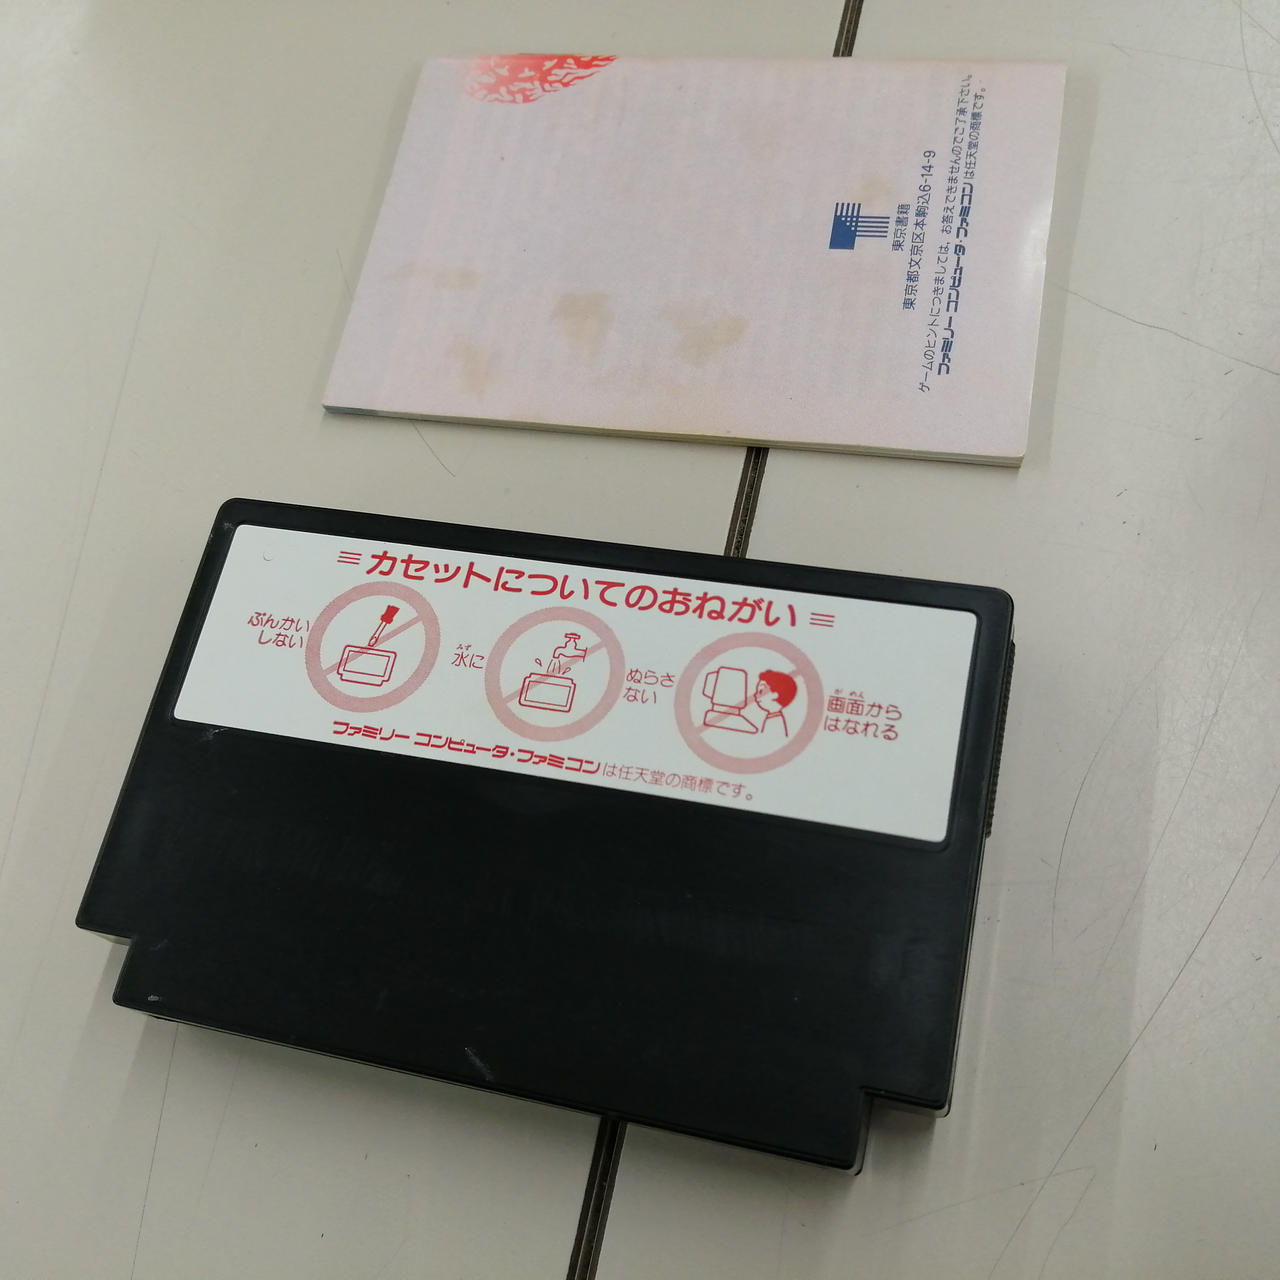 東京書籍
東京都文京区本駒込6-14-9
ゲームのヒントにつきましては、お答えできませんのでご了承下さい。
ファミリー コンピュータ・ファミコンは任天堂の商標です。
カセットについてのおねがい
ぶんかい
しない
みず
水に
ぬらさ
ない
が めん
画面から
はなれる
ファミリー コンピュータ・ファミコンは任天堂の商標です。